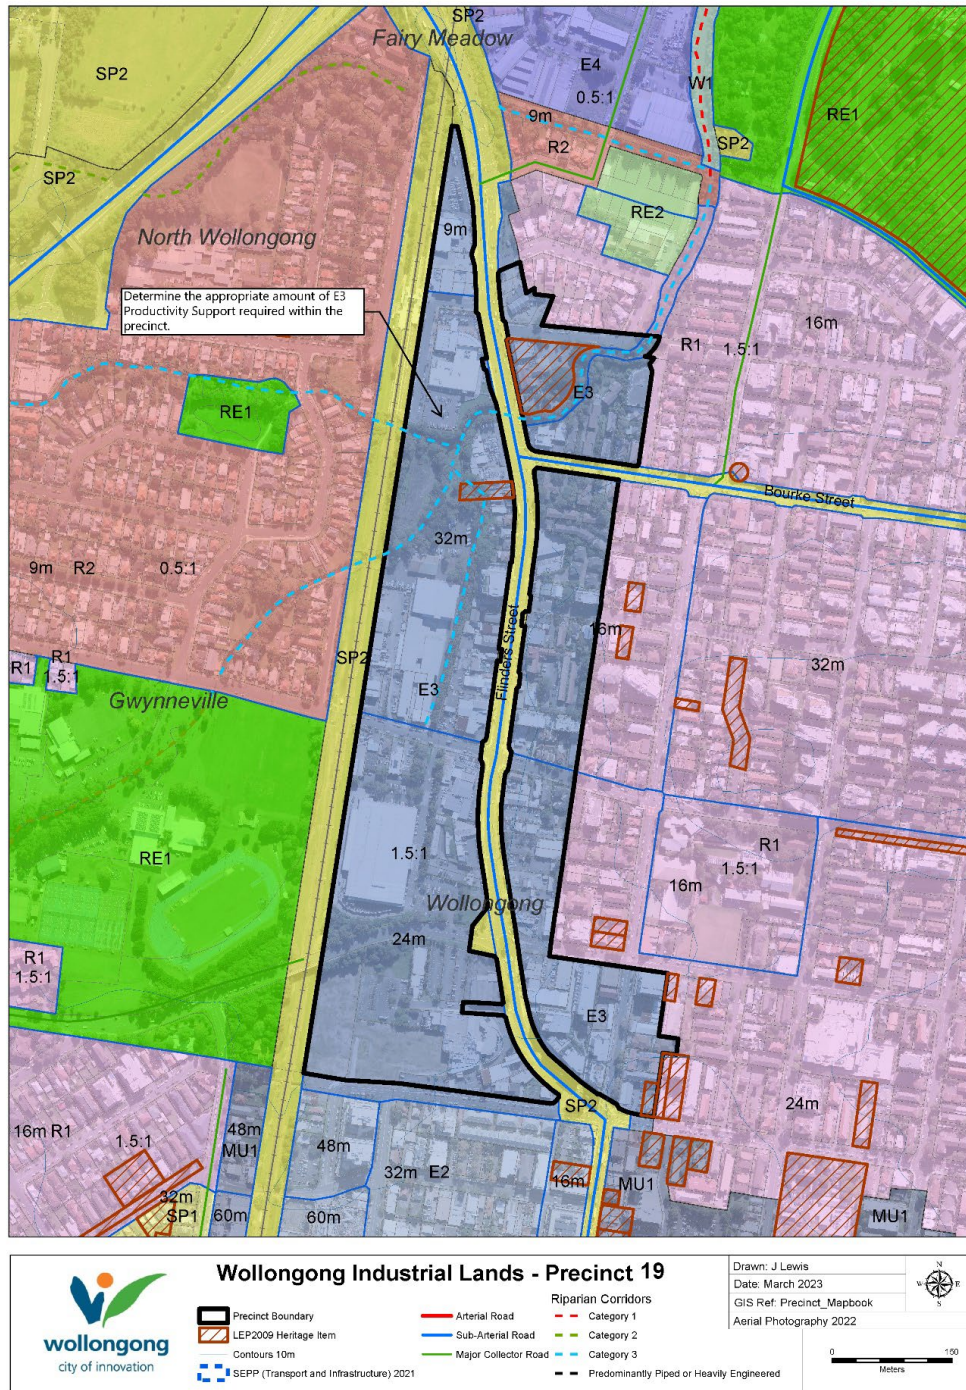 SP2
Fairy Meadow
SP2
E4
0.5:1
W1
9m
RE1
R2
SP2
SP2
RE2
9m
North Wollongong
Determine the appropriate amount of E3
Productivity Support required within the
precinct.
16m
R1
1.5:1
E3
RE1
Bourke Street
32m
9m R2 0.5:1
Flinders Street
16m
SP2
R1
R1
1.5:1
32m
E3
Gwynneville
RE1
1.5:1
R1
1.5:1
16m
Wollongong
24m
R1
1.5:1
E3
SP2
24m
16m R1
1.5:1
48m
MU1
48m
32m E2
16m
MU1
32m
SP1
60m
60m
MU1
Wollongong Industrial Lands - Precinct 19
wollongong
city of innovation
Precinct Boundary
LEP2009 Heritage Item
Contours 10m
SEPP (Transport and Infrastructure) 2021
Arterial Road
Sub-Arterial Road
Major Collector Road
Riparian Corridors
Category 1
Category 2
Category 3
Predominantly Piped or Heavily Engineered
Drawn: J Lewis
Date: March 2023
GIS Ref: Precinct_Mapbook
Aerial Photography 2022
N
W E
S
0 150
Meters